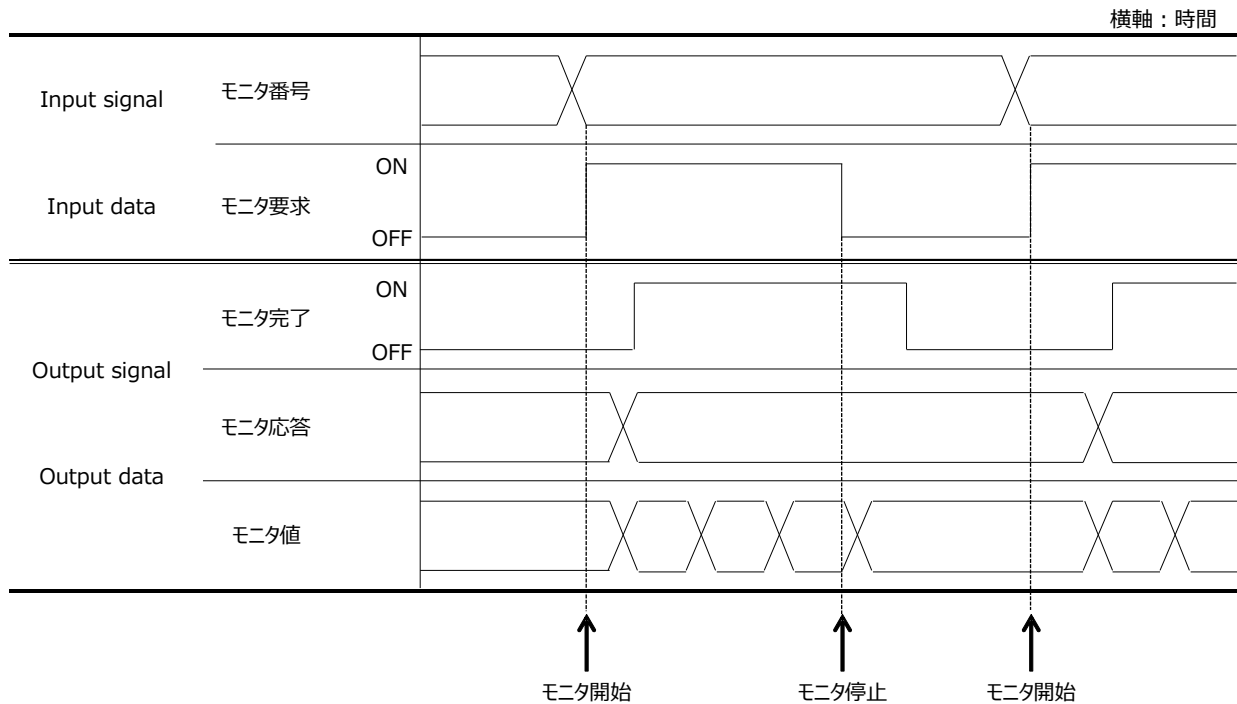 横軸：時間
Input signal
モニタ番号
Input data
モニタ要求
ON
OFF
Output signal
モニタ完了
ON
OFF
モニタ応答
Output data
モニタ値
モニタ開始
モニタ停止
モニタ開始